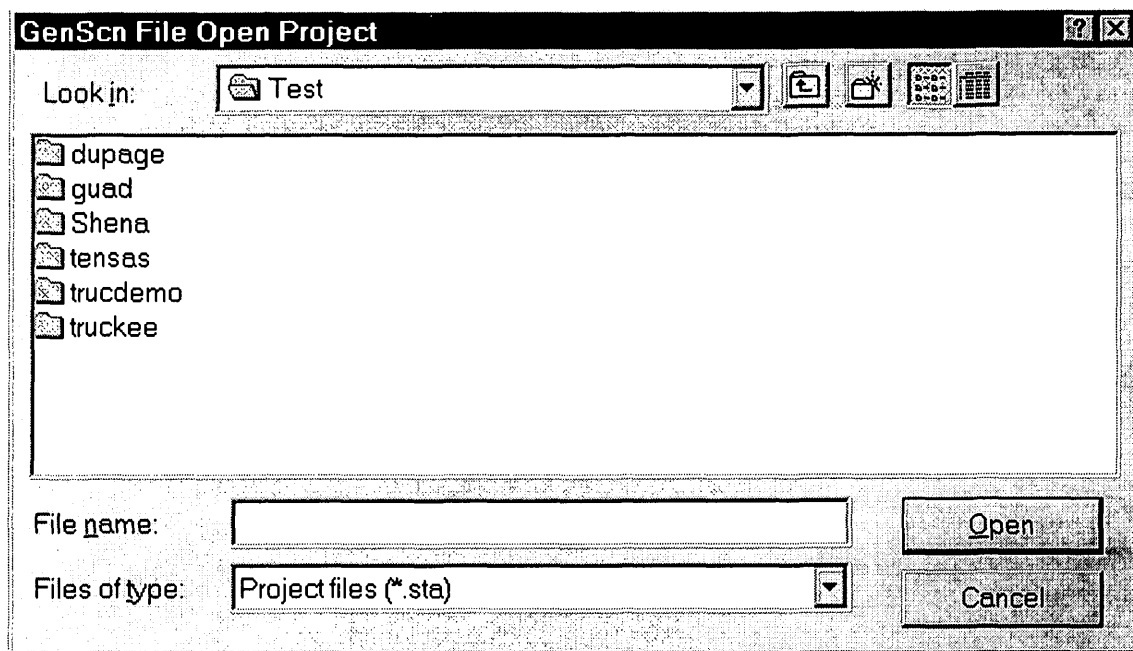 GenScn File Open Project
Look in: Test
dupage
guad
Shena
tensas
trucdemo
truckee
File name: Open
Files of type: Project files (*.sta) Cancel